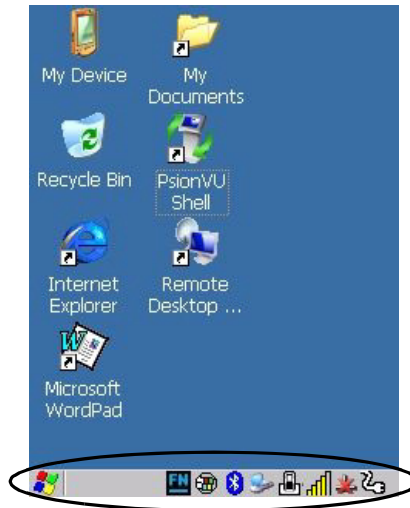 My Device
My
Documents
Recycle Bin
PsionVU
Shell
Internet
Explorer
Remote
Desktop ...
Microsoft
WordPad
FN